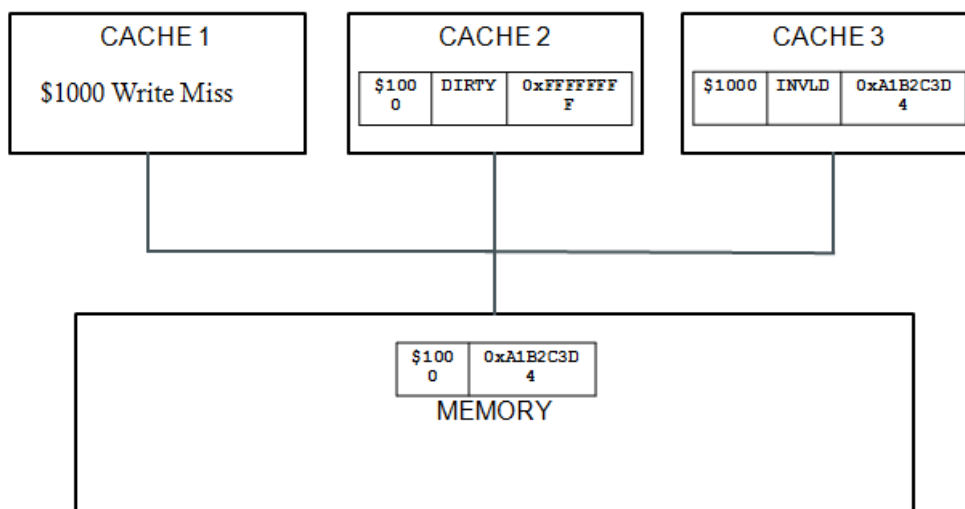 CACHE 1
$1000 Write Miss
CACHE 2
$100
0
DIRTY
0xFFFFFFF
F
CACHE 3
$1000
INVLD
0xA1B2C3D
4
$100
0
0xA1B2C3D
4
MEMORY